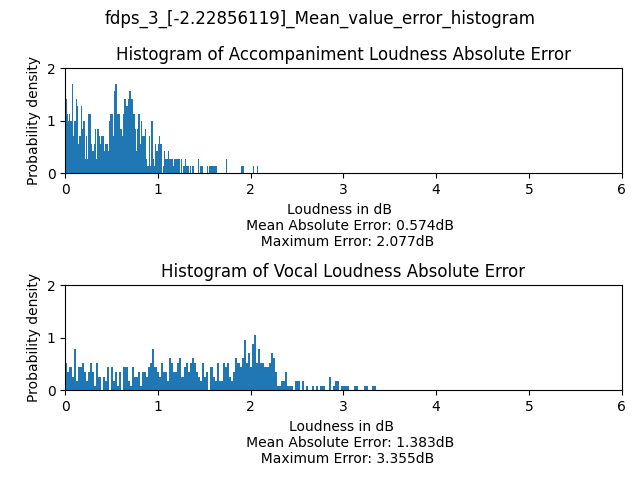 fdps_3_[-2.22856119]_Mean_value_error_histogram
Histogram of Accompaniment Loudness Absolute Error
Probability density
2
1
0
0 1 2 3 4 5 6
Loudness in dB
Mean Absolute Error: 0.574dB
Maximum Error: 2.077dB
Histogram of Vocal Loudness Absolute Error
Probability density
2
1
0
0 1 2 3 4 5 6
Loudness in dB
Mean Absolute Error: 1.383dB
Maximum Error: 3.355dB